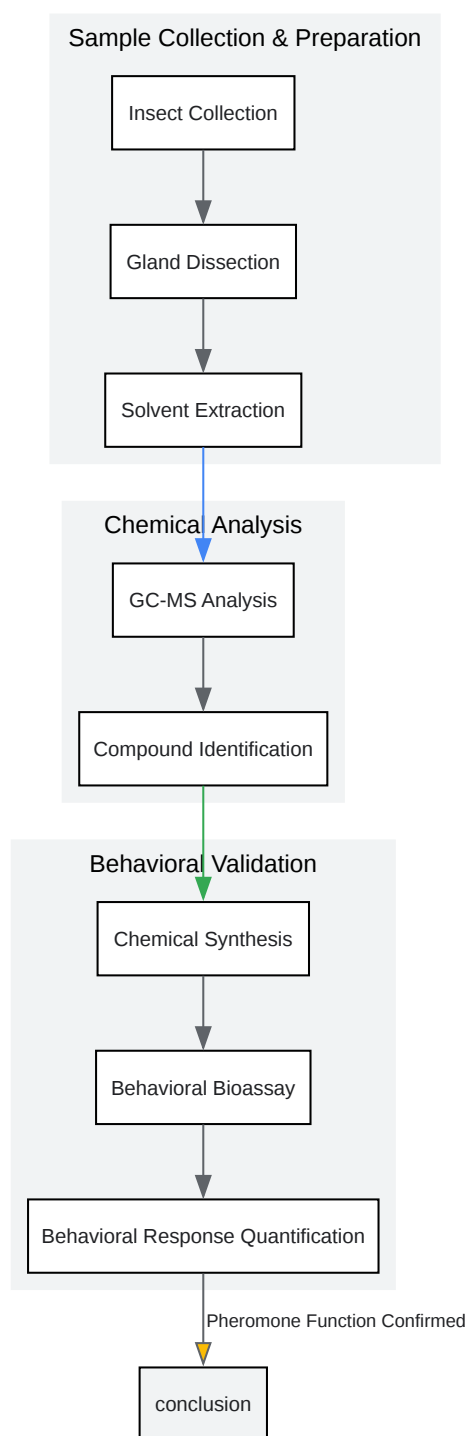 Sample Collection & Preparation
Insect Collection
Gland Dissection
Solvent Extraction
Chemical Analysis
GC-MS Analysis
Compound Identification
Behavioral Validation
Chemical Synthesis
Behavioral Bioassay
Behavioral Response Quantification
Pheromone Function Confirmed
conclusion